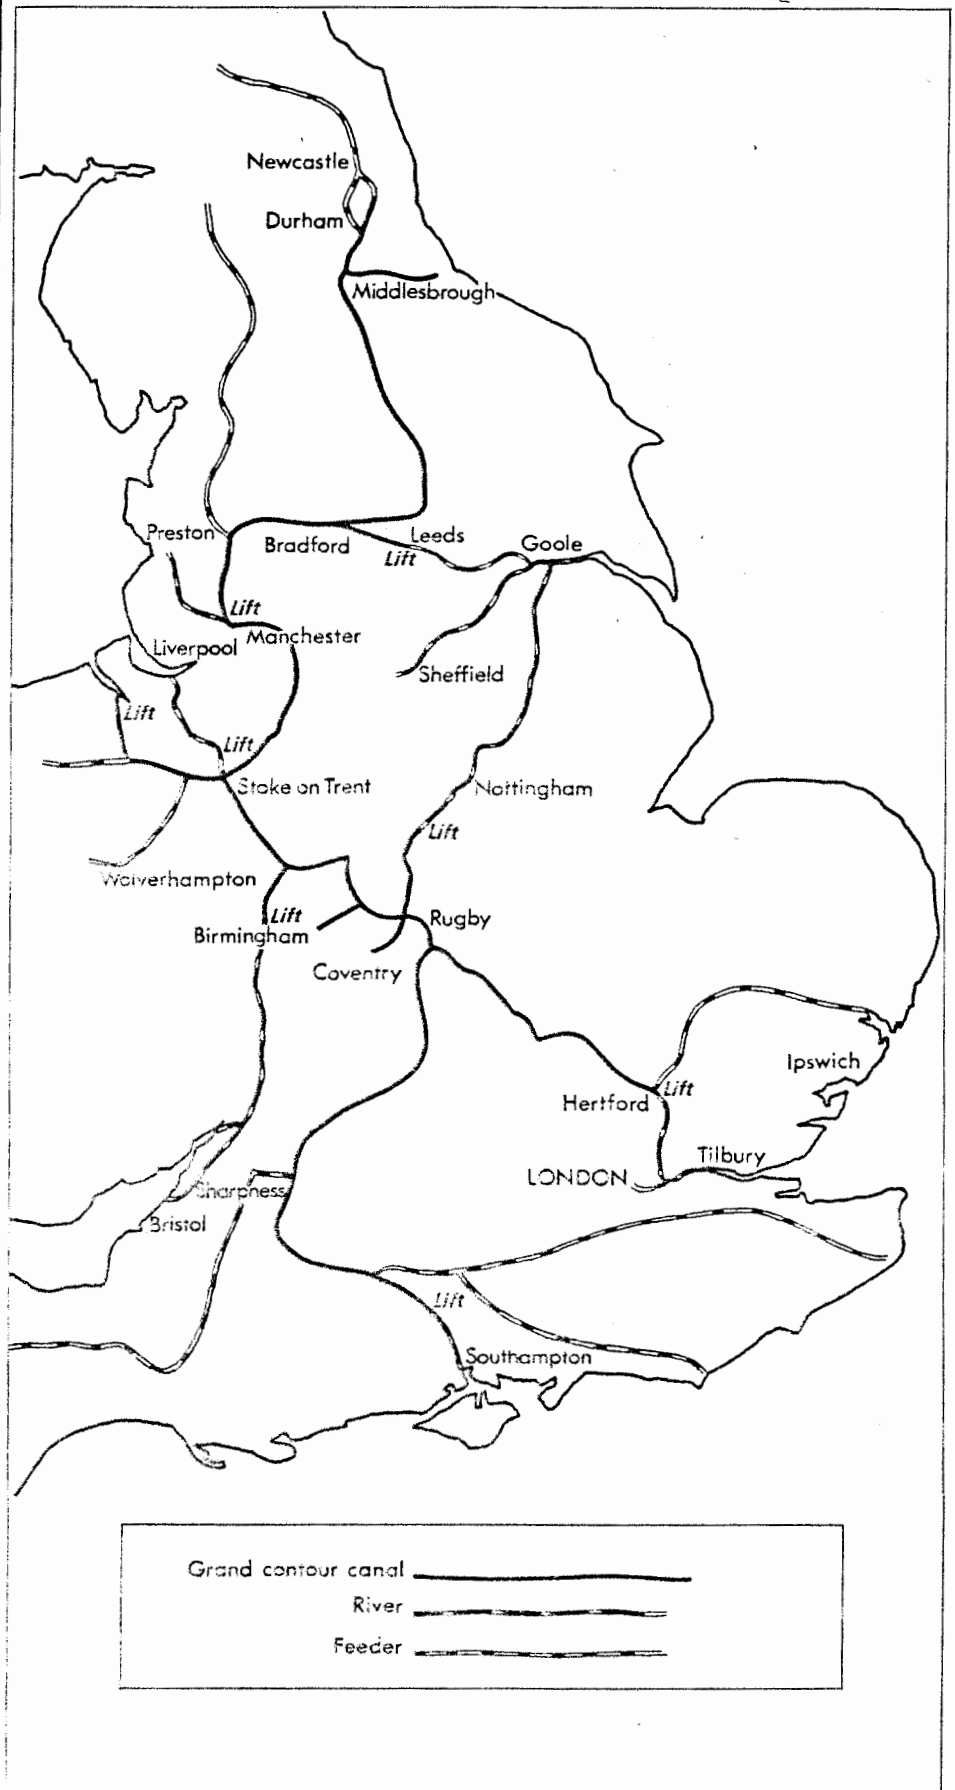 Newcastle
Durham
Middlesbrough
Preston
Bradford
Leeds
Lift
Goole
Lift
Manchester
Liverpool
Sheffield
Lift
Lift
Stoke on Trent
Nottingham
Lift
Wolverhampton
Lift
Birmingham
Rugby
Coventry
Ipswich
Hertford
Lift
Tilbury
LONDON
Sharpness
Bristol
Lift
Southampton
Grand contour canal
River
Feeder